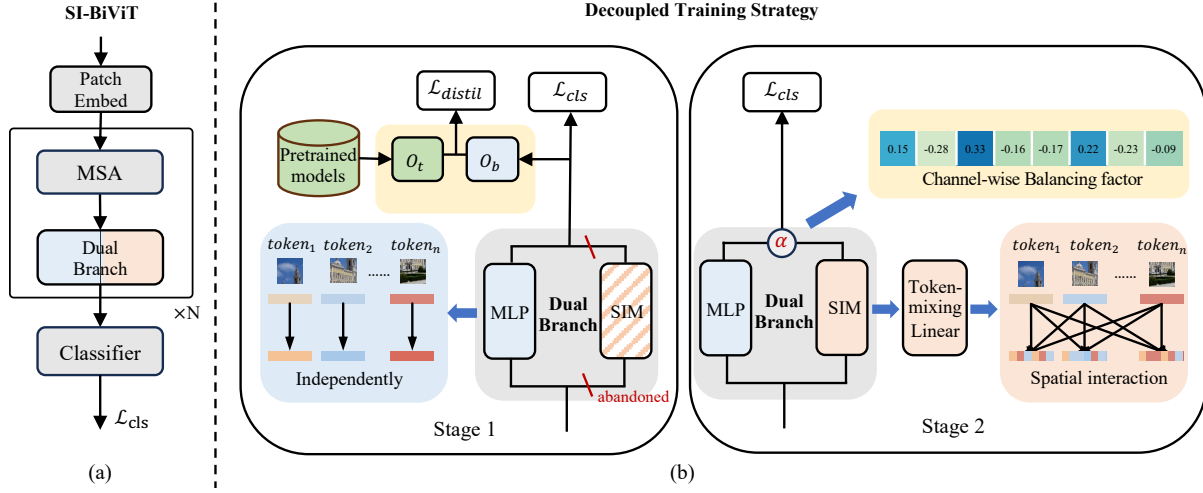 SI-BiViT
Patch
Embed
MSA
Dual
Branch
×N
Classifier
ℒcls
(a)
Decoupled Training Strategy
ℒdistil
ℒcls
Pretrained
models
Oₜ
O_b
token₁ token₂ tokenₙ
......
Independently
MLP
Dual
Branch
SIM
abandoned
Stage 1
ℒcls
0.15 -0.28 0.33 -0.16 -0.17 0.22 -0.23 -0.09
Channel-wise Balancing factor
α
MLP
Dual
Branch
SIM
Token-
mixing
Linear
token₁ token₂ tokenₙ
......
Spatial interaction
Stage 2
(b)